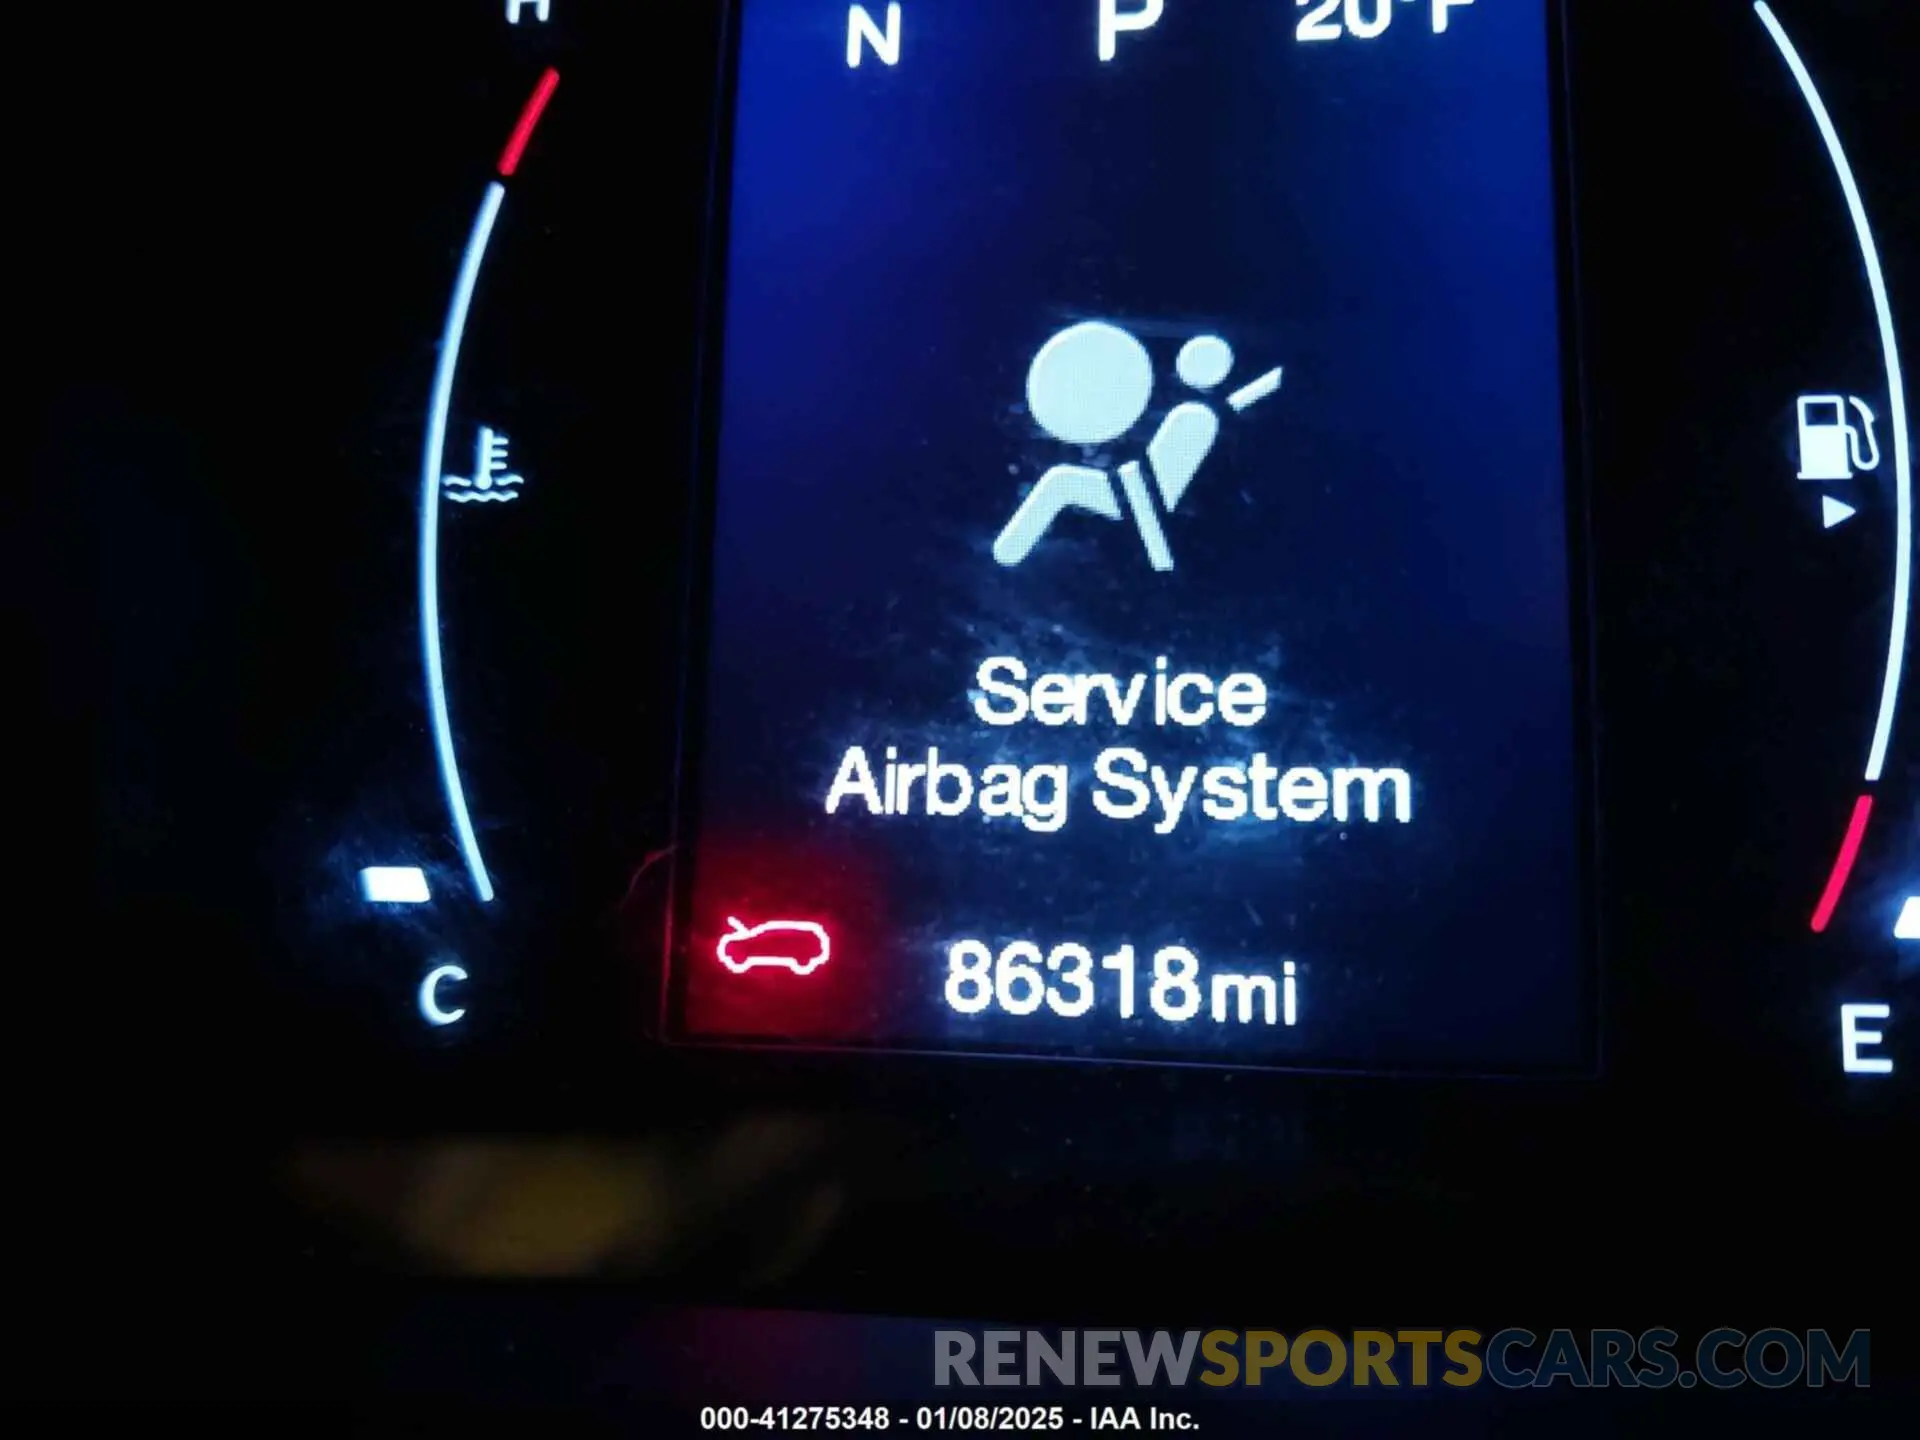 H
N P 20°F
Service
Airbag System
86318mi
C
E
RENEWSPORTSCARS.COM
000-41275348 - 01/08/2025 - IAA Inc.